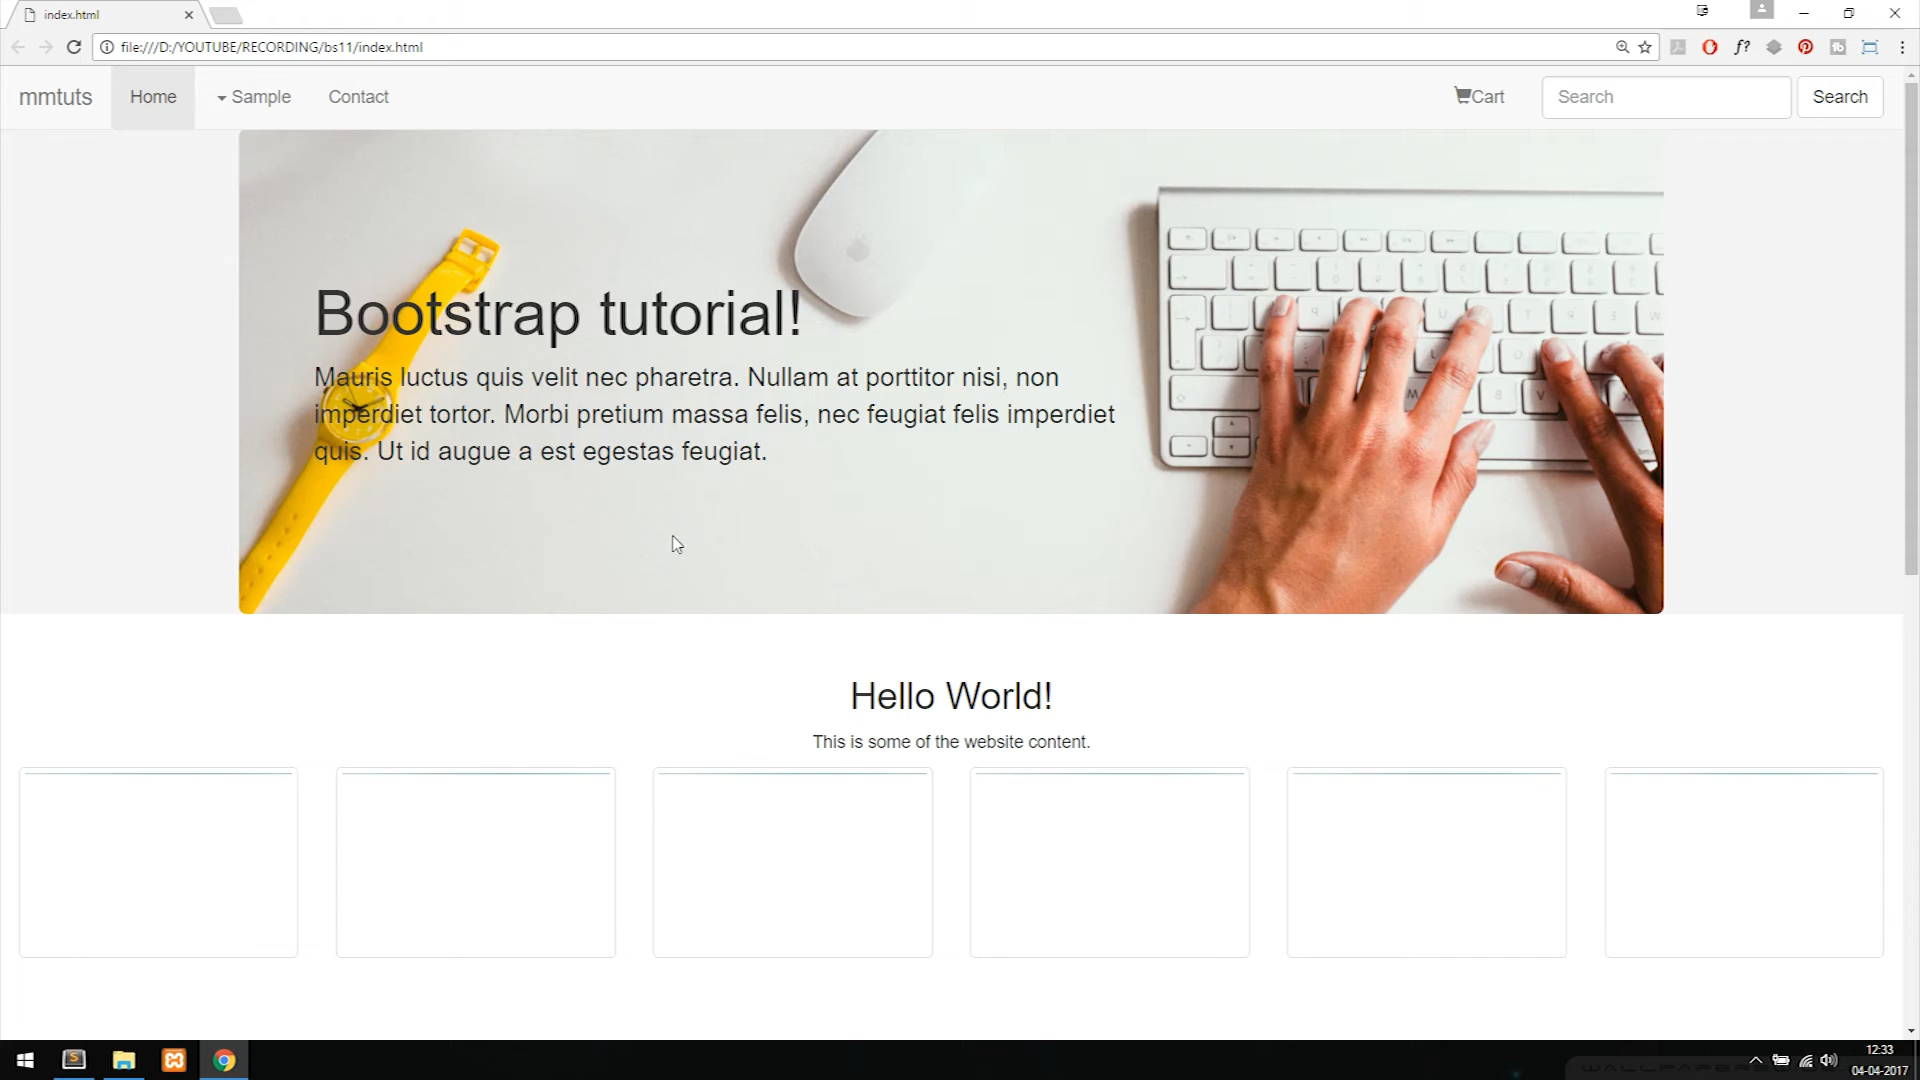 index.html
file:///D:/YOUTUBE/RECORDING/bs11/index.html
f?
mmtuts Home Sample Contact Cart Search Search
Bootstrap tutorial!
Mauris luctus quis velit nec pharetra. Nullam at porttitor nisi, non
imperdiet tortor. Morbi pretium massa felis, nec feugiat felis imperdiet
quis. Ut id augue a est egestas feugiat.
Hello World!
This is some of the website content.
12:33
04-04-2017